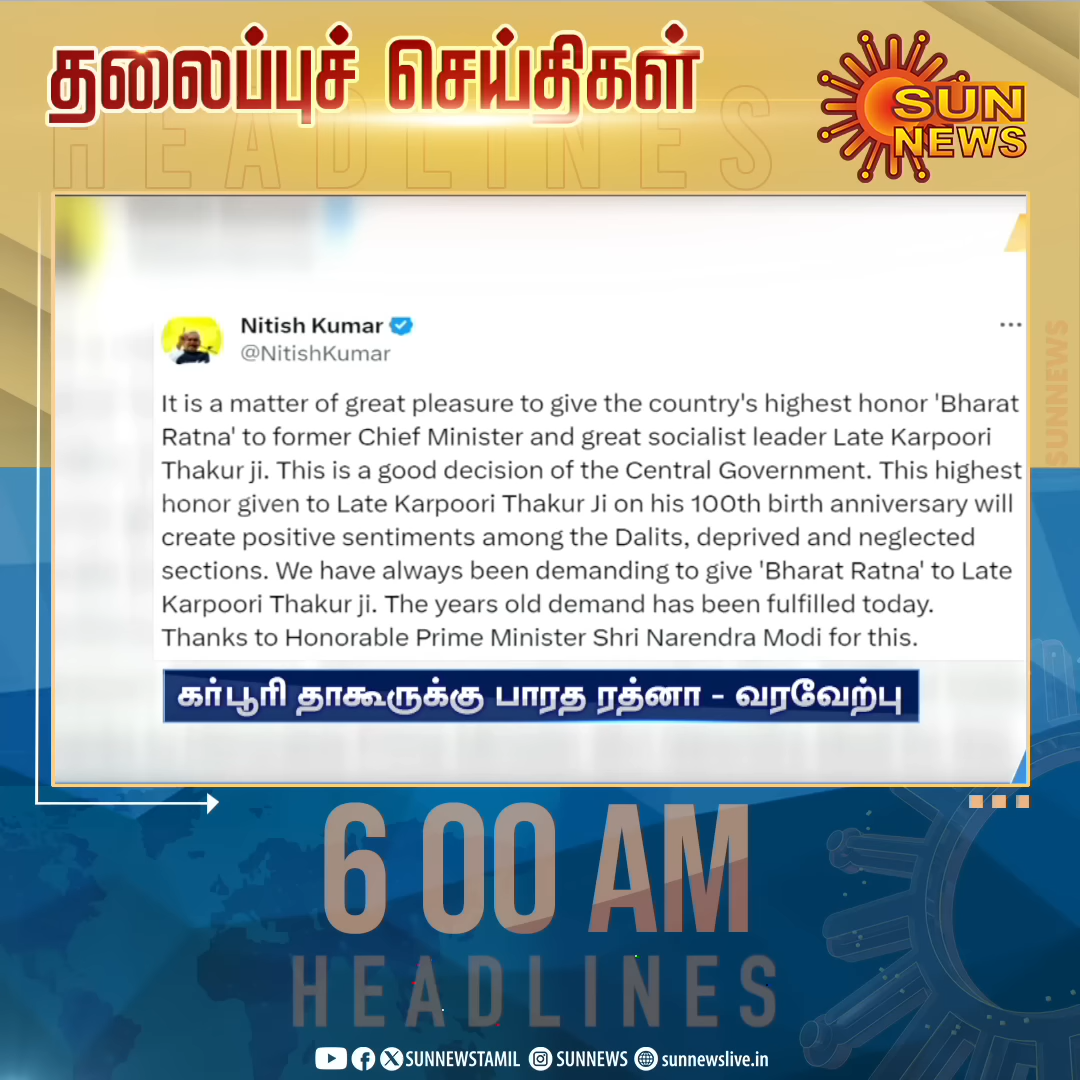 தலைப்புச் செய்திகள்
HEADLINES
SUN
NEWS
SUNNEWS
Nitish Kumar
@NitishKumar
It is a matter of great pleasure to give the country's highest honor 'Bharat
Ratna' to former Chief Minister and great socialist leader Late Karpoori
Thakur ji. This is a good decision of the Central Government. This highest
honor given to Late Karpoori Thakur Ji on his 100th birth anniversary will
create positive sentiments among the Dalits, deprived and neglected
sections. We have always been demanding to give 'Bharat Ratna' to Late
Karpoori Thakur ji. The years old demand has been fulfilled today.
Thanks to Honorable Prime Minister Shri Narendra Modi for this.
கர்பூரி தாகூருக்கு பாரத ரத்னா - வரவேற்பு
6 00 AM
HEADLINES
SUNNEWSTAMIL SUNNEWS sunnewslive.in